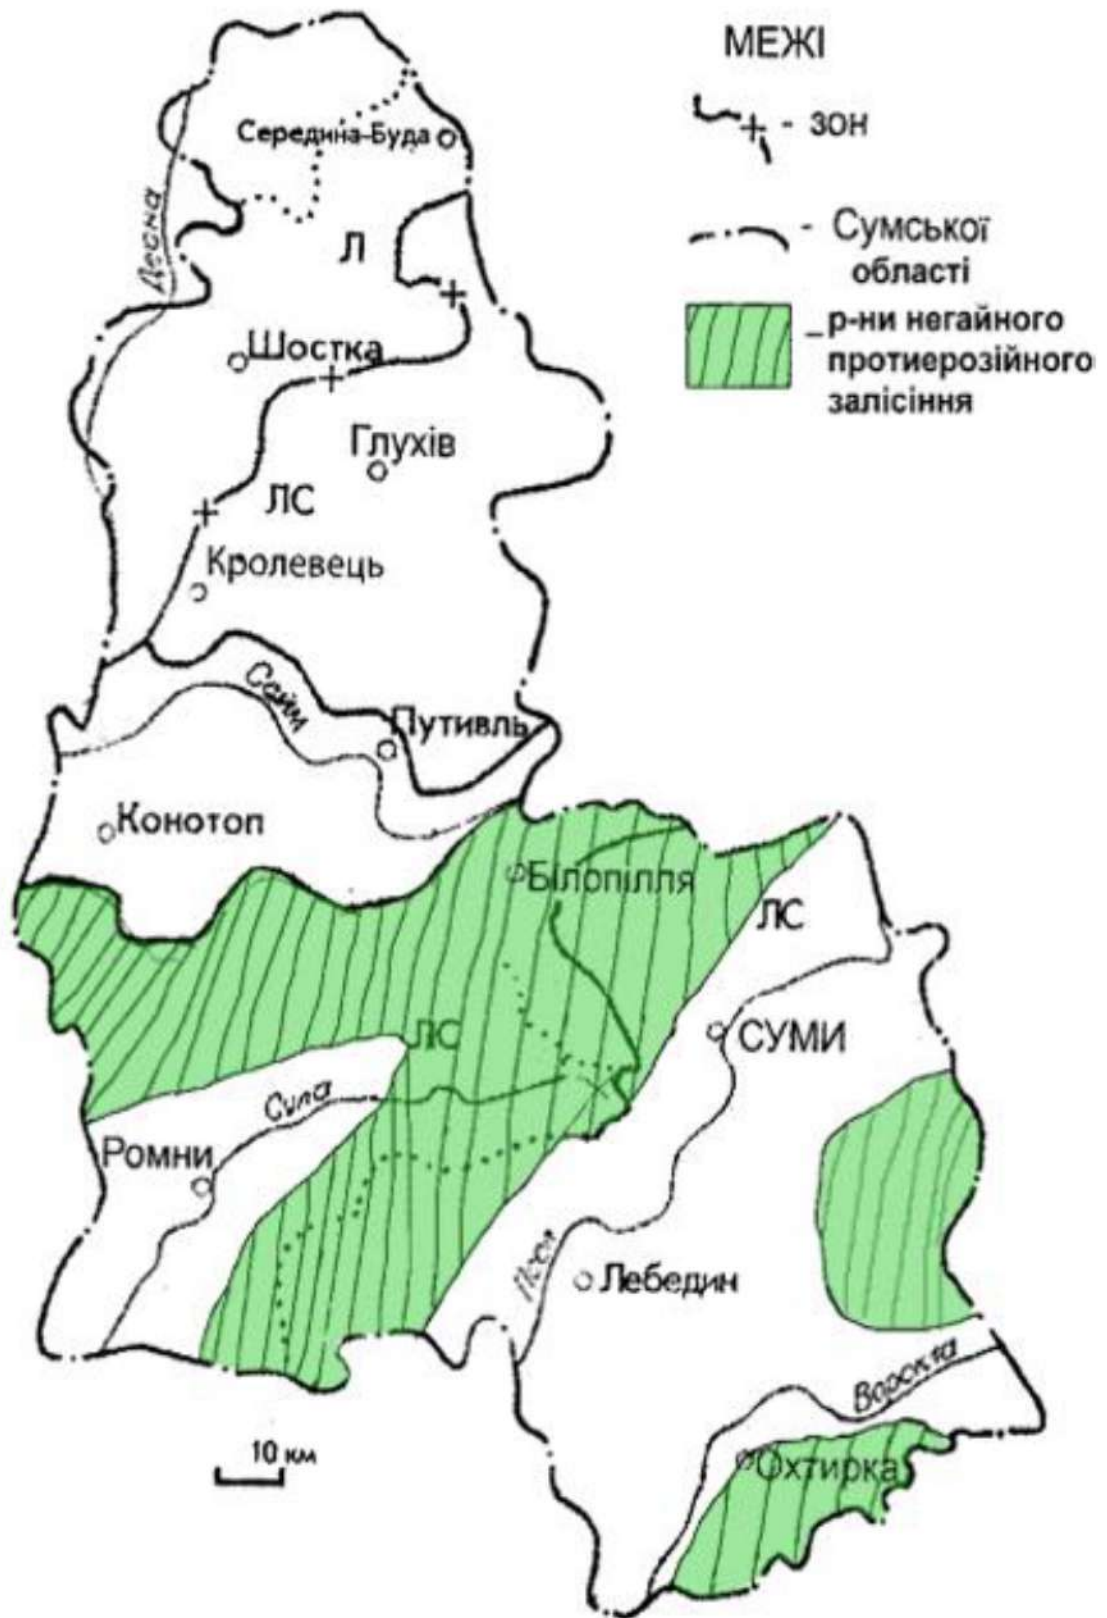 МЕЖІ
- зон
- Сумської
області
_ р-ни негайного
протиерозійного
залісіння
Середина-Буда
Десна
Л
Шостка
Глухів
ЛС
Кролевець
Сейм
Путивль
Конотоп
Білопілля
ЛС
ЛС
СУМИ
Сула
Ромни
Псел
Лебедин
Ворскла
10 км
Охтирка